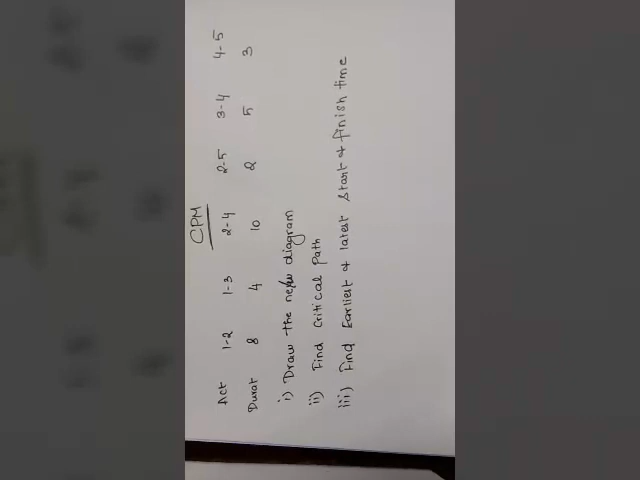 CPM
Act 1-2 1-3 2-4 2-5 3-4 4-5
Durat 8 4 10 2 5 3
i) Draw the new diagram
ii) Find Critical Path
iii) Find Earliest & latest start & finish time